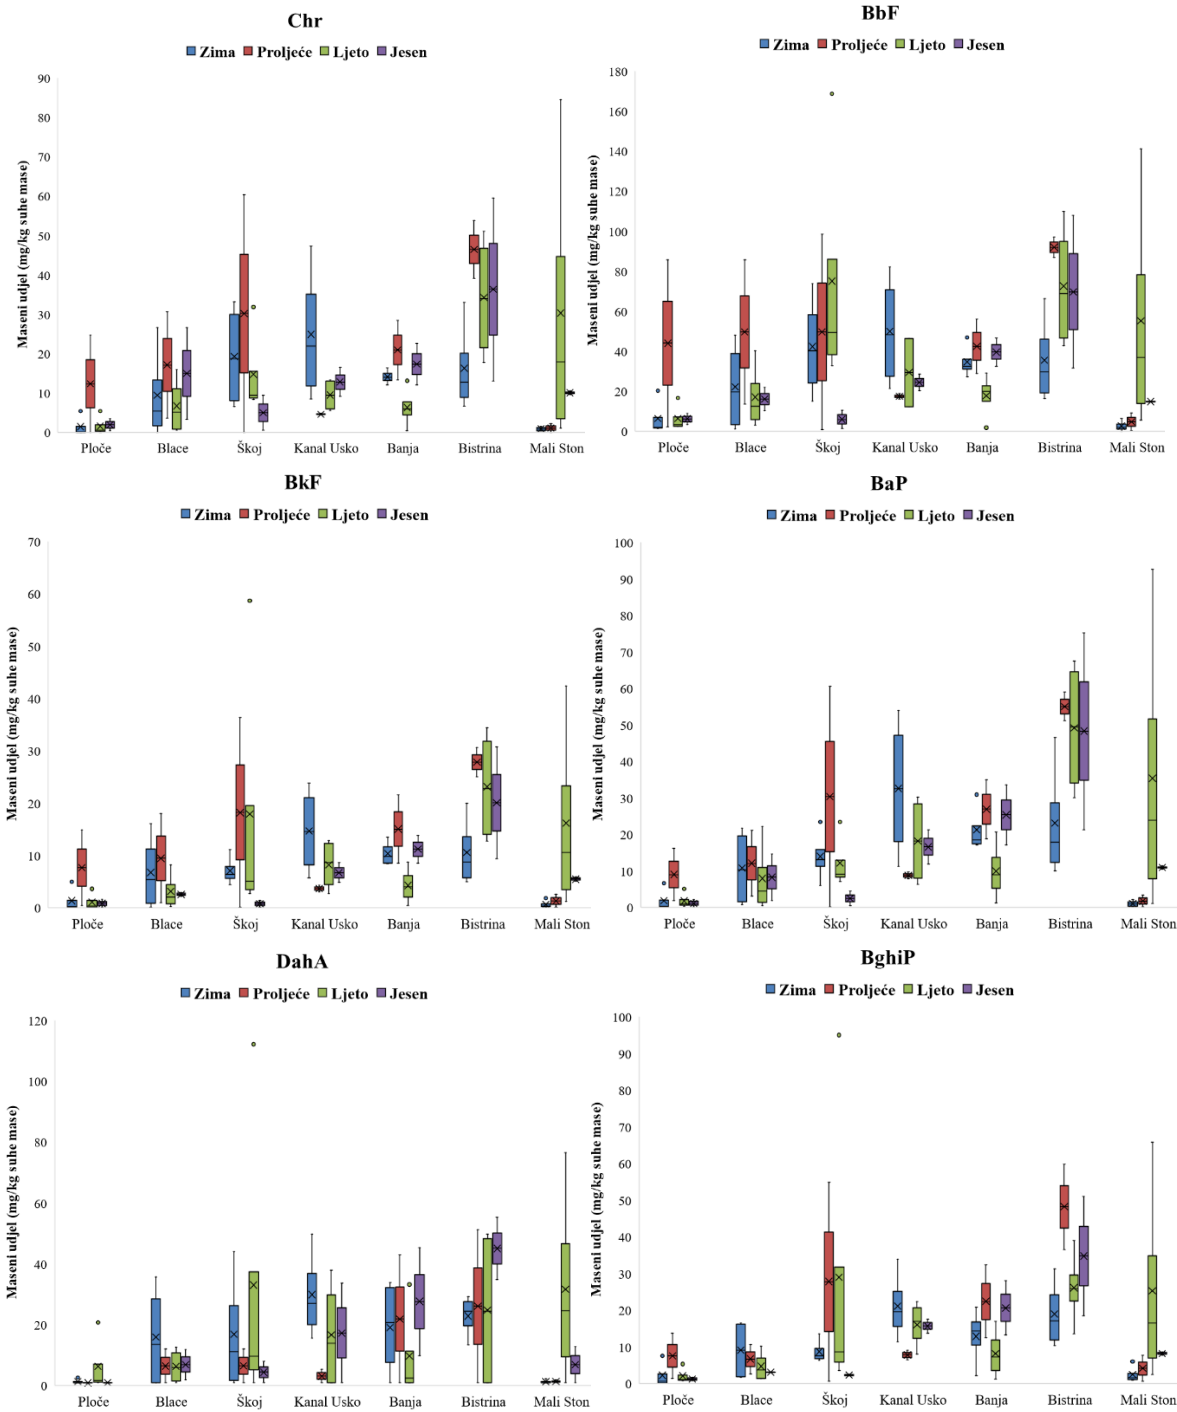 Chr
Zima Proljeće Ljeto Jesen
Maseni udjel (mg/kg suhe mase)
90
80
70
60
50
40
30
20
10
0
Ploče Blace Škoj Kanal Usko Banja Bistrina Mali Ston
BbF
Zima Proljeće Ljeto Jesen
Maseni udjel (mg/kg suhe mase)
180
160
140
120
100
80
60
40
20
0
Ploče Blace Škoj Kanal Usko Banja Bistrina Mali Ston
BkF
Zima Proljeće Ljeto Jesen
Maseni udjel (mg/kg suhe mase)
70
60
50
40
30
20
10
0
Ploče Blace Škoj Kanal Usko Banja Bistrina Mali Ston
BaP
Zima Proljeće Ljeto Jesen
Maseni udjel (mg/kg suhe mase)
100
90
80
70
60
50
40
30
20
10
0
Ploče Blace Škoj Kanal Usko Banja Bistrina Mali Ston
DahA
Zima Proljeće Ljeto Jesen
Maseni udjel (mg/kg suhe mase)
120
100
80
60
40
20
0
Ploče Blace Škoj Kanal Usko Banja Bistrina Mali Ston
BghiP
Zima Proljeće Ljeto Jesen
Maseni udjel (mg/kg suhe mase)
100
90
80
70
60
50
40
30
20
10
0
Ploče Blace Škoj Kanal Usko Banja Bistrina Mali Ston